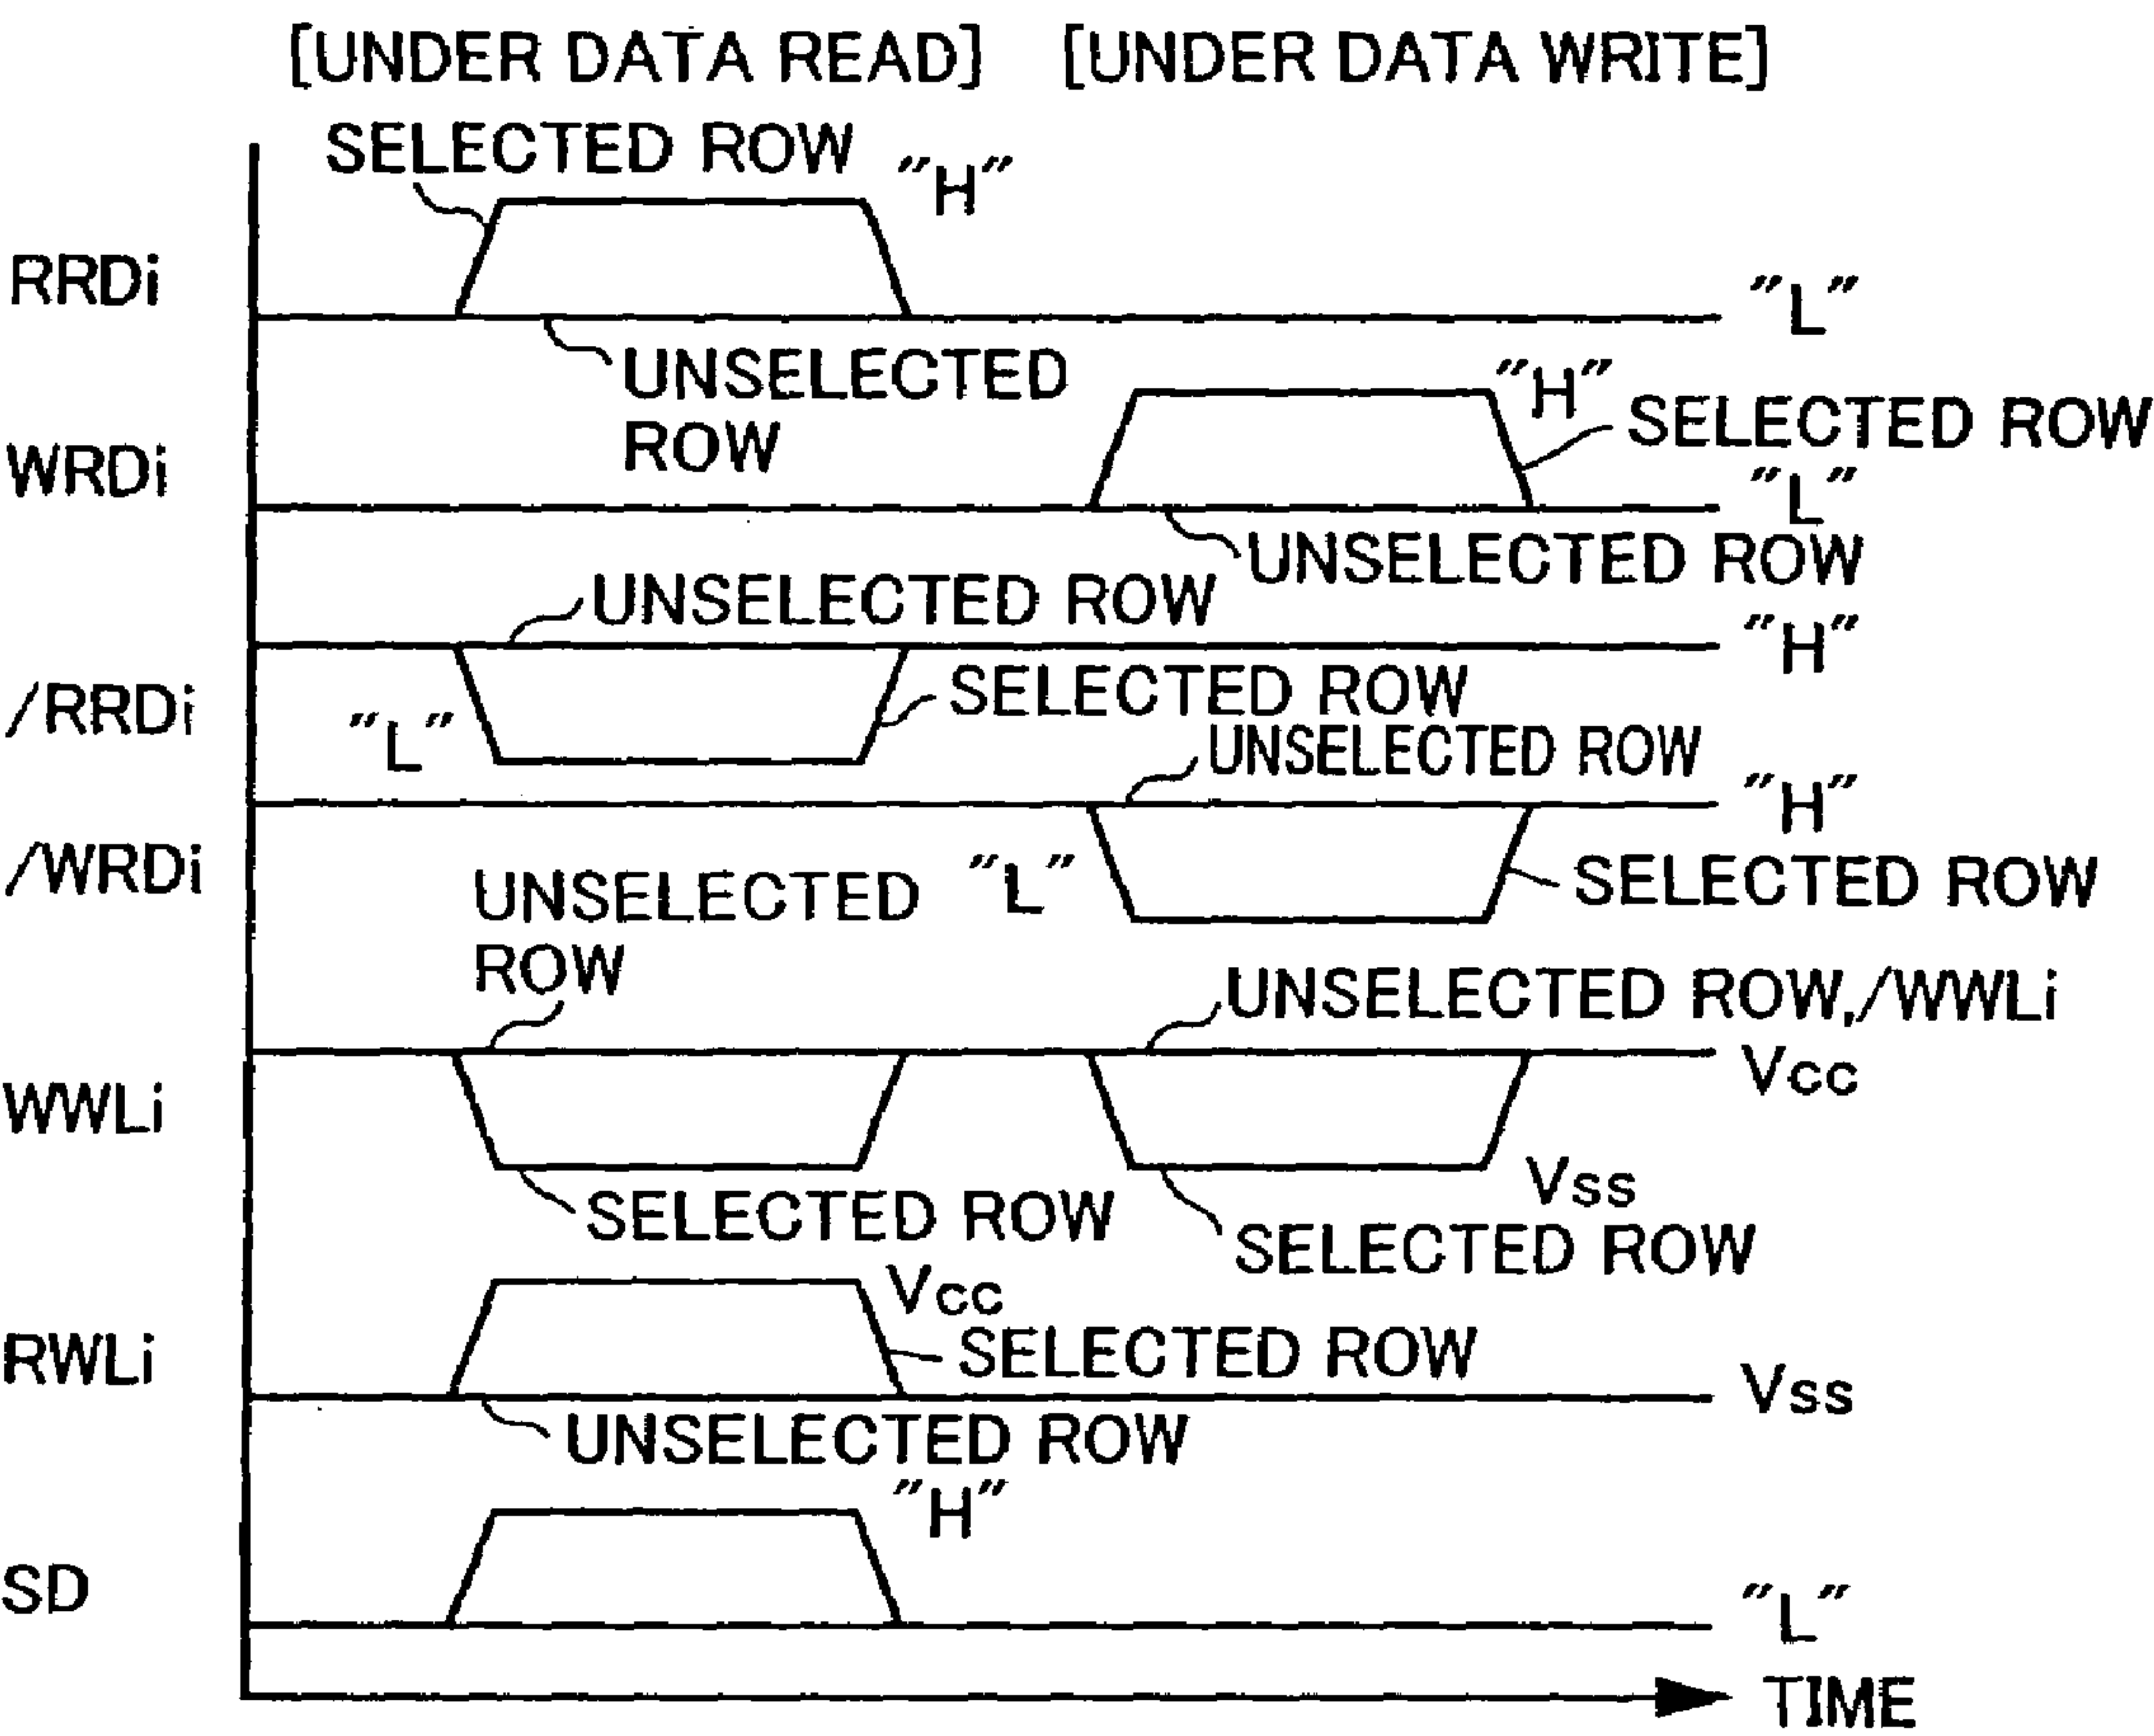 [UNDER DATA READ] [UNDER DATA WRITE]
SELECTED ROW
"H"
RRDi
"L"
UNSELECTED
ROW
"H"
SELECTED ROW
WRDi
"L"
UNSELECTED ROW
UNSELECTED ROW
"H"
/RRDi
"L"
SELECTED ROW
UNSELECTED ROW
"H"
/WRDi
"L"
SELECTED ROW
UNSELECTED
ROW
UNSELECTED ROW,/WWLi
Vcc
WWLi
SELECTED ROW
Vss
SELECTED ROW
Vcc
SELECTED ROW
RWLi
Vss
UNSELECTED ROW
"H"
SD
"L"
TIME